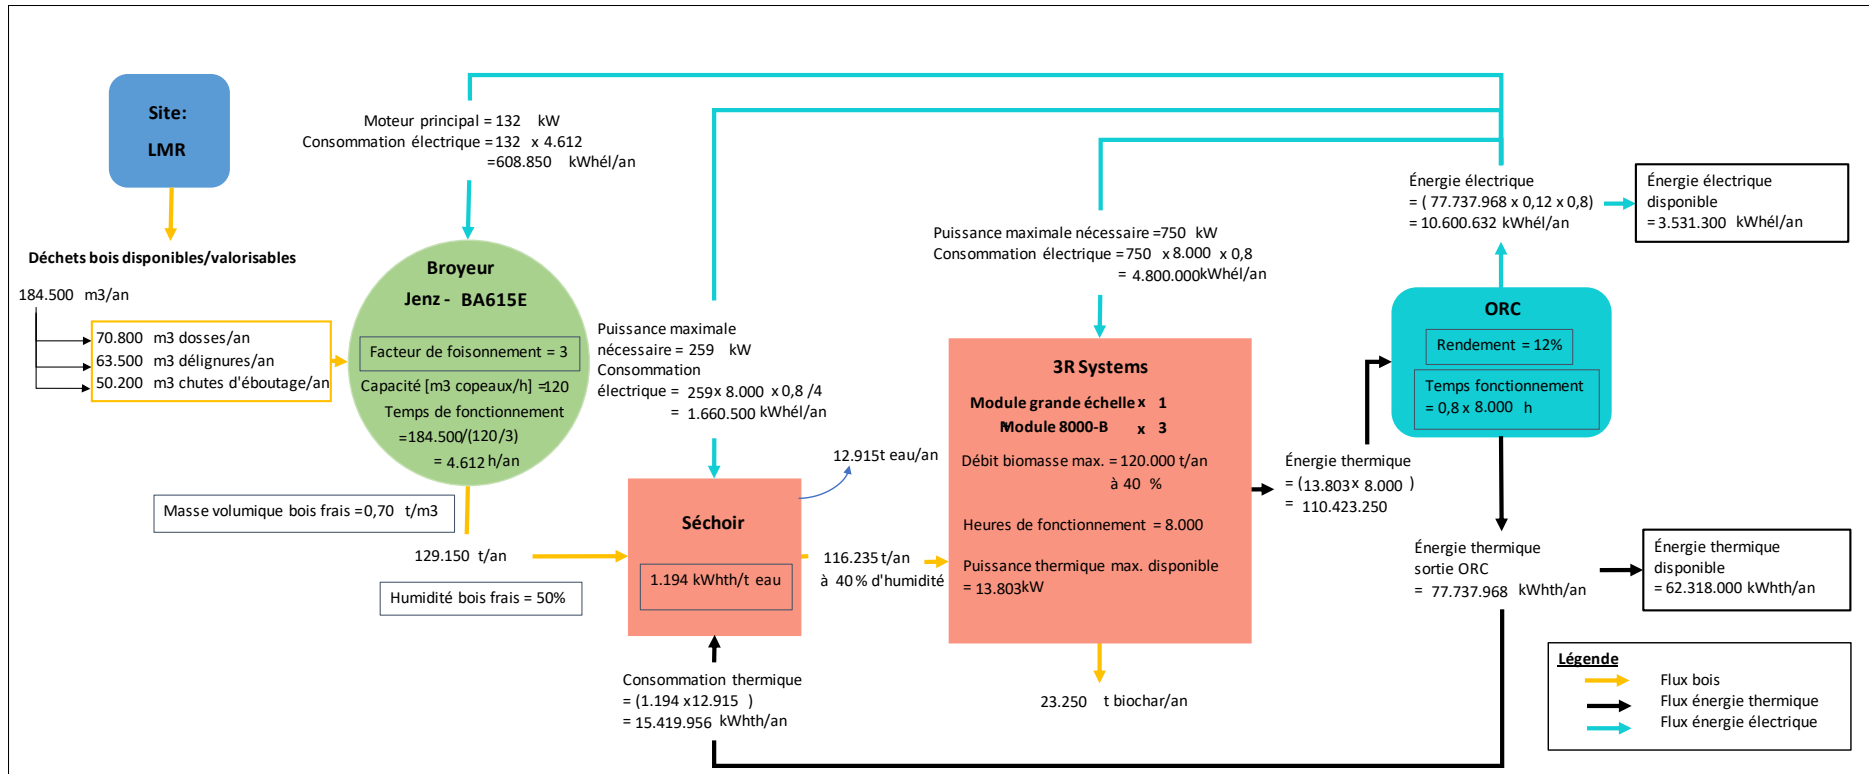 Site:
LMR
Déchets bois disponibles/valorisables
184.500 m3/an
70.800 m3 dosses/an
63.500 m3 délignures/an
50.200 m3 chutes d'éboutage/an
Moteur principal = 132 kW
Consommation électrique = 132 x 4.612
=608.850 kWhél/an
Broyeur
Jenz - BA615E
Facteur de foisonnement = 3
Capacité [m3 copeaux/h] =120
Temps de fonctionnement
=184.500/(120/3)
= 4.612 h/an
Masse volumique bois frais =0,70 t/m3
129.150 t/an
Humidité bois frais = 50%
Puissance maximale
nécessaire = 259 kW
Consommation
électrique = 259 x 8.000 x 0,8 /4
= 1.660.500 kWhél/an
12.915t eau/an
Séchoir
1.194 kWhth/t eau
116.235 t/an
à 40 % d'humidité
Consommation thermique
= (1.194 x12.915 )
= 15.419.956 kWhth/an
Puissance maximale nécessaire =750 kW
Consommation électrique = 750 x 8.000 x 0,8
= 4.800.000 kWhél/an
3R Systems
Module grande échelle x 1
Module 8000-B x 3
Débit biomasse max. = 120.000 t/an
à 40 %
Heures de fonctionnement = 8.000
Puissance thermique max. disponible
= 13.803kW
23.250 t biochar/an
Énergie thermique
= (13.803 x 8.000 )
= 110.423.250
Énergie électrique
= ( 77.737.968 x 0,12 x 0,8)
= 10.600.632 kWhél/an
Énergie électrique
disponible
= 3.531.300 kWhél/an
ORC
Rendement = 12%
Temps fonctionnement
= 0,8 x 8.000 h
Énergie thermique
sortie ORC
= 77.737.968 kWhth/an
Énergie thermique
disponible
= 62.318.000 kWhth/an
Légende
Flux bois
Flux énergie thermique
Flux énergie électrique